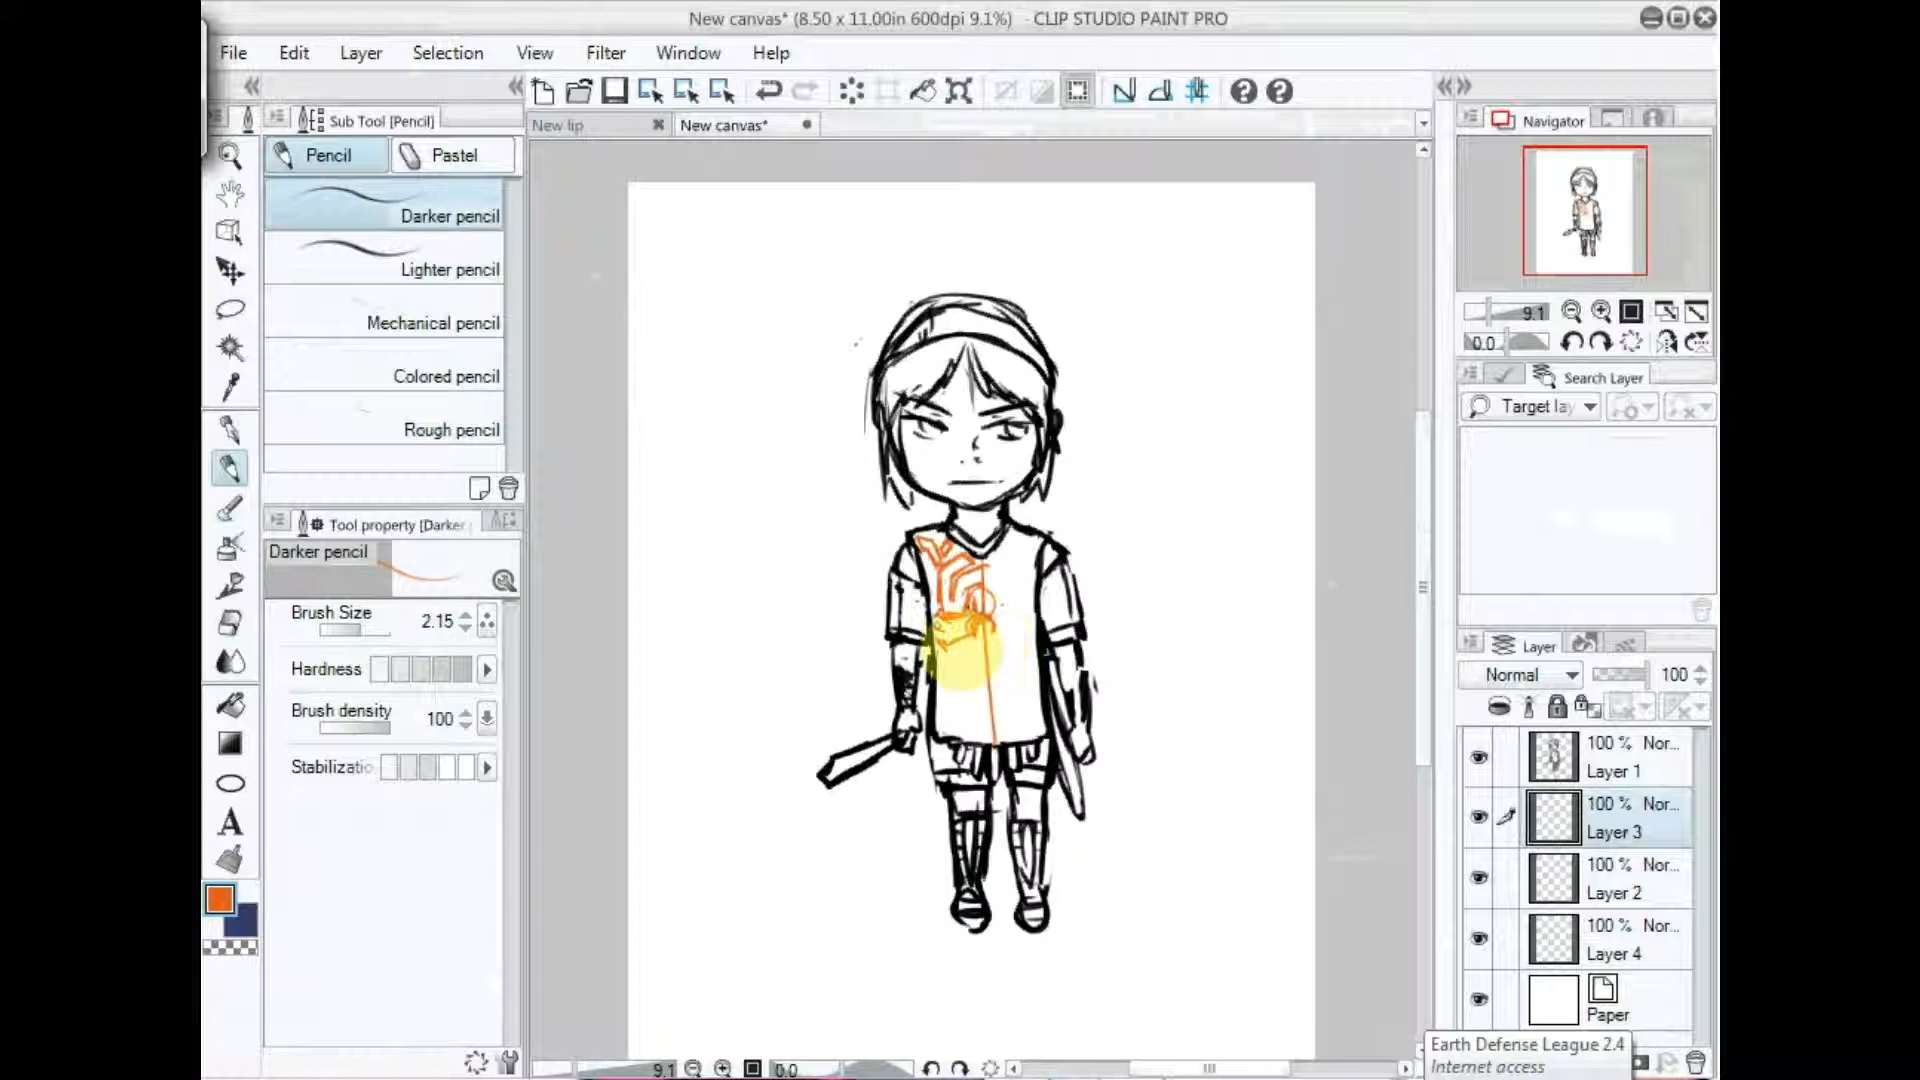 New canvas* (8.50 x 11.00in 600dpi 9.1%) - CLIP STUDIO PAINT PRO
File Edit Layer Selection View Filter Window Help
Sub Tool [Pencil]
New lip
New canvas*
Navigator
Pencil
Pastel
Darker pencil
Lighter pencil
Mechanical pencil
Colored pencil
Rough pencil
9.1
0.0
Search Layer
Target lay
Tool property [Darker
Darker pencil
Brush Size 2.15
Hardness
Brush density 100
Stabilizatio
Layer
Normal 100
100 % Nor...
Layer 1
100 % Nor...
Layer 3
100 % Nor...
Layer 2
100 % Nor...
Layer 4
Paper
A
9.1
0.0
Earth Defense League 2.4
Internet access